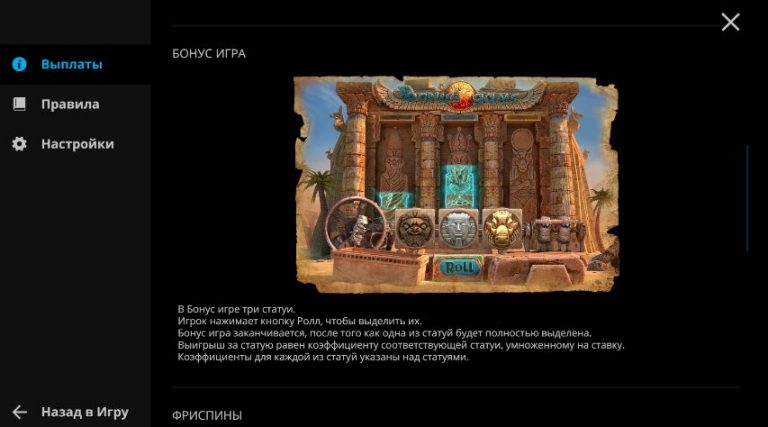 БОНУС ИГРА
Выплаты
Правила
Настройки
BONUS GAME
ROLL
В Бонус игре три статуи.
Игрок нажимает кнопку Ролл, чтобы выделить их.
Бонус игра заканчивается, после того как одна из статуй будет полностью выделена.
Выигрыш за статую равен коэффициенту соответствующей статуи, умноженному на ставку.
Коэффициенты для каждой из статуй указаны над статуями.
Назад в Игру
ФРИСПИНЫ